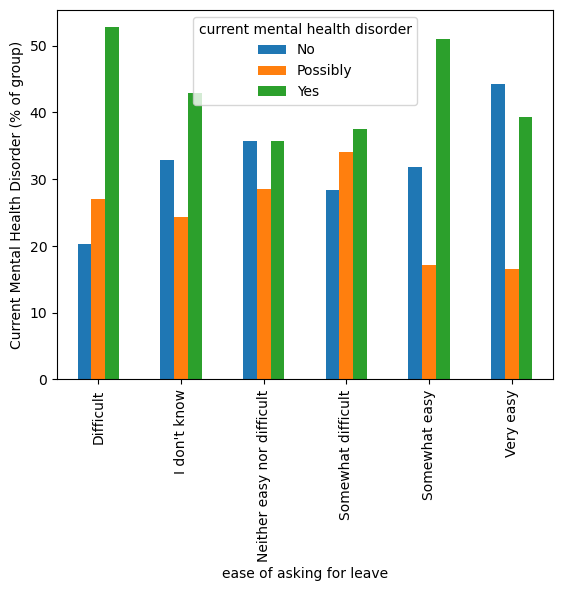 current mental health disorder
No
Possibly
Yes
Current Mental Health Disorder (% of group)
50
40
30
20
10
0
Difficult
I don't know
Neither easy nor difficult
Somewhat difficult
Somewhat easy
Very easy
ease of asking for leave